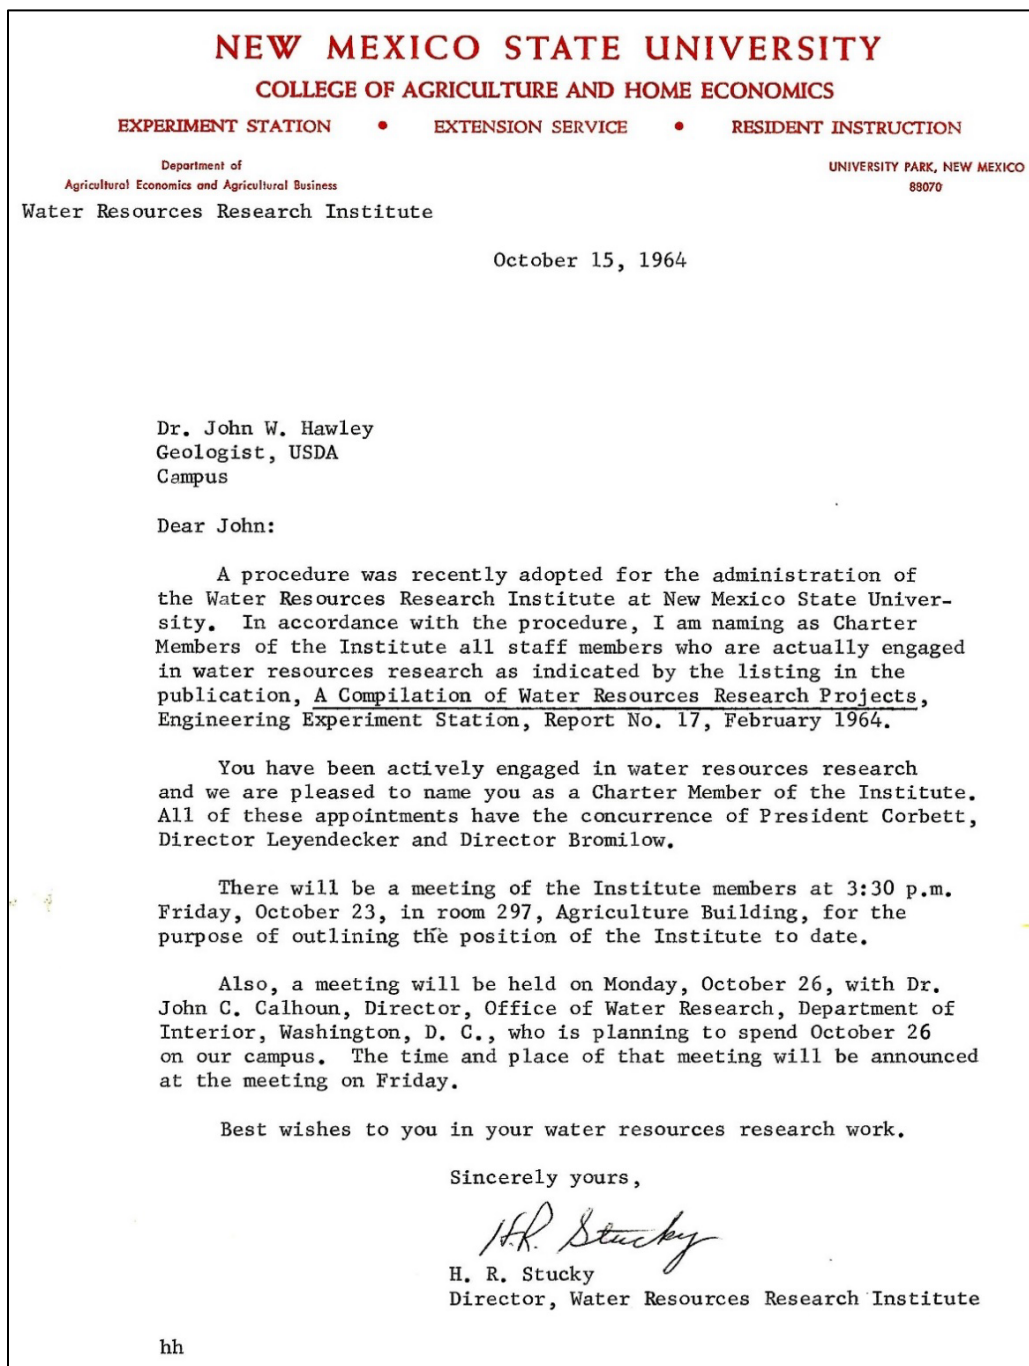 NEW MEXICO STATE UNIVERSITY
COLLEGE OF AGRICULTURE AND HOME ECONOMICS
EXPERIMENT STATION • EXTENSION SERVICE • RESIDENT INSTRUCTION
Department of
Agricultural Economics and Agricultural Business
UNIVERSITY PARK, NEW MEXICO
88070
Water Resources Research Institute
October 15, 1964
Dr. John W. Hawley
Geologist, USDA
Campus
Dear John:
A procedure was recently adopted for the administration of
the Water Resources Research Institute at New Mexico State Univer-
sity. In accordance with the procedure, I am naming as Charter
Members of the Institute all staff members who are actually engaged
in water resources research as indicated by the listing in the
publication, A Compilation of Water Resources Research Projects,
Engineering Experiment Station, Report No. 17, February 1964.
You have been actively engaged in water resources research
and we are pleased to name you as a Charter Member of the Institute.
All of these appointments have the concurrence of President Corbett,
Director Leyendecker and Director Bromilow.
There will be a meeting of the Institute members at 3:30 p.m.
Friday, October 23, in room 297, Agriculture Building, for the
purpose of outlining the position of the Institute to date.
Also, a meeting will be held on Monday, October 26, with Dr.
John C. Calhoun, Director, Office of Water Research, Department of
Interior, Washington, D. C., who is planning to spend October 26
on our campus. The time and place of that meeting will be announced
at the meeting on Friday.
Best wishes to you in your water resources research work.
Sincerely yours,
H.R. Stucky
H. R. Stucky
Director, Water Resources Research Institute
hh